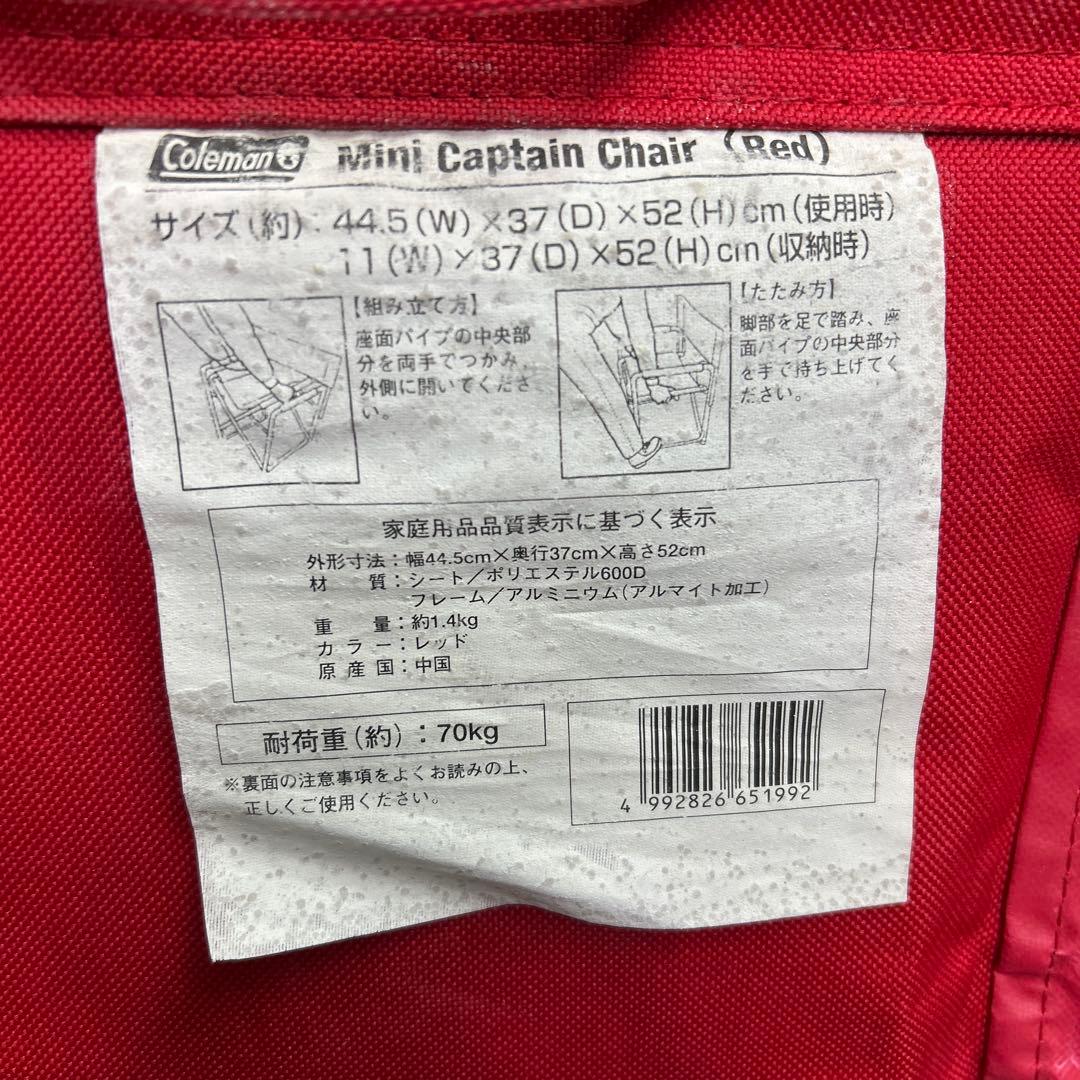 Coleman
Mini Captain Chair (Red)
サイズ(約): 44.5(W)×37(D)×52(H)cm(使用時)
11(W)×37(D)×52(H)cm(収納時)
【組み立て方】
座面パイプの中央部
分を両手でつかみ、
外側に開いてくださ
い。
【たたみ方】
脚部を足で踏み、座
面パイプの中央部分
を手で持ち上げてく
ださい。
家庭用品品質表示に基づく表示
外形寸法:幅44.5cm×奥行37cm×高さ52cm
材 質:シート/ポリエステル600D
フレーム/アルミニウム(アルマイト加工)
重 量:約1.4kg
カ ラ ー:レッド
原 産 国:中国
耐荷重(約):70kg
※裏面の注意事項をよくお読みの上、
正しくご使用ください。
4 992826 651992